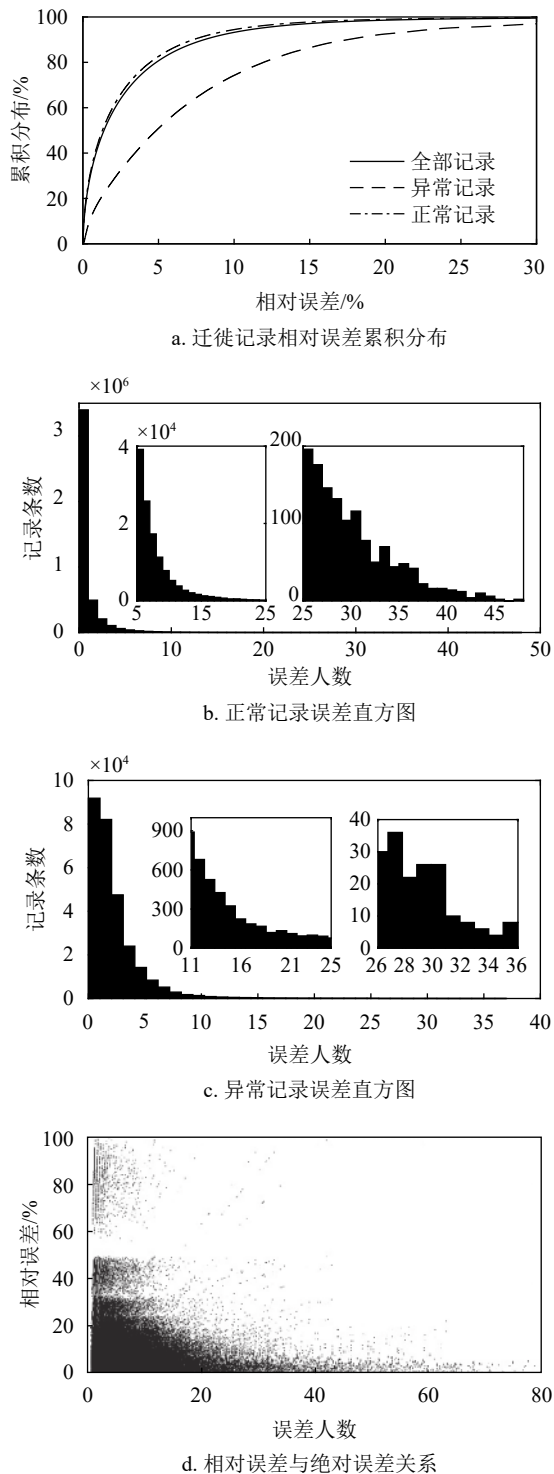 100
80
60
40
20
0
累积分布/%
全部记录
异常记录
正常记录
0 5 10 15 20 25 30
相对误差/%
a. 迁徙记录相对误差累积分布
×10⁶
3
2
1
0
记录条数
×10⁴
4
2
0
5 15 25
200
100
0
25 30 35 40 45
0 10 20 30 40 50
误差人数
b. 正常记录误差直方图
×10⁴
10
8
6
4
2
0
记录条数
900
600
300
0
11 16 21 25
40
30
20
10
0
26 28 30 32 34 36
0 5 10 15 20 25 30 35 40
误差人数
c. 异常记录误差直方图
100
80
60
40
20
0
相对误差/%
0 20 40 60 80
误差人数
d. 相对误差与绝对误差关系